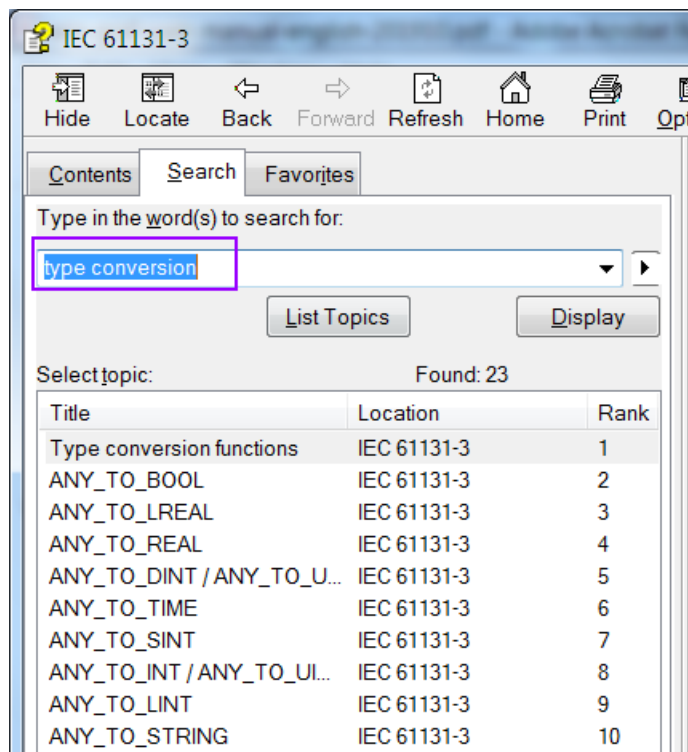 IEC 61131-3
Hide Locate Back Forward Refresh Home Print
Contents Search Favorites
Type in the word(s) to search for:
type conversion
List Topics Display
Select topic: Found: 23
Title Location Rank
Type conversion functions IEC 61131-3 1
ANY_TO_BOOL IEC 61131-3 2
ANY_TO_LREAL IEC 61131-3 3
ANY_TO_REAL IEC 61131-3 4
ANY_TO_DINT / ANY_TO_U... IEC 61131-3 5
ANY_TO_TIME IEC 61131-3 6
ANY_TO_SINT IEC 61131-3 7
ANY_TO_INT / ANY_TO_UI... IEC 61131-3 8
ANY_TO_LINT IEC 61131-3 9
ANY_TO_STRING IEC 61131-3 10